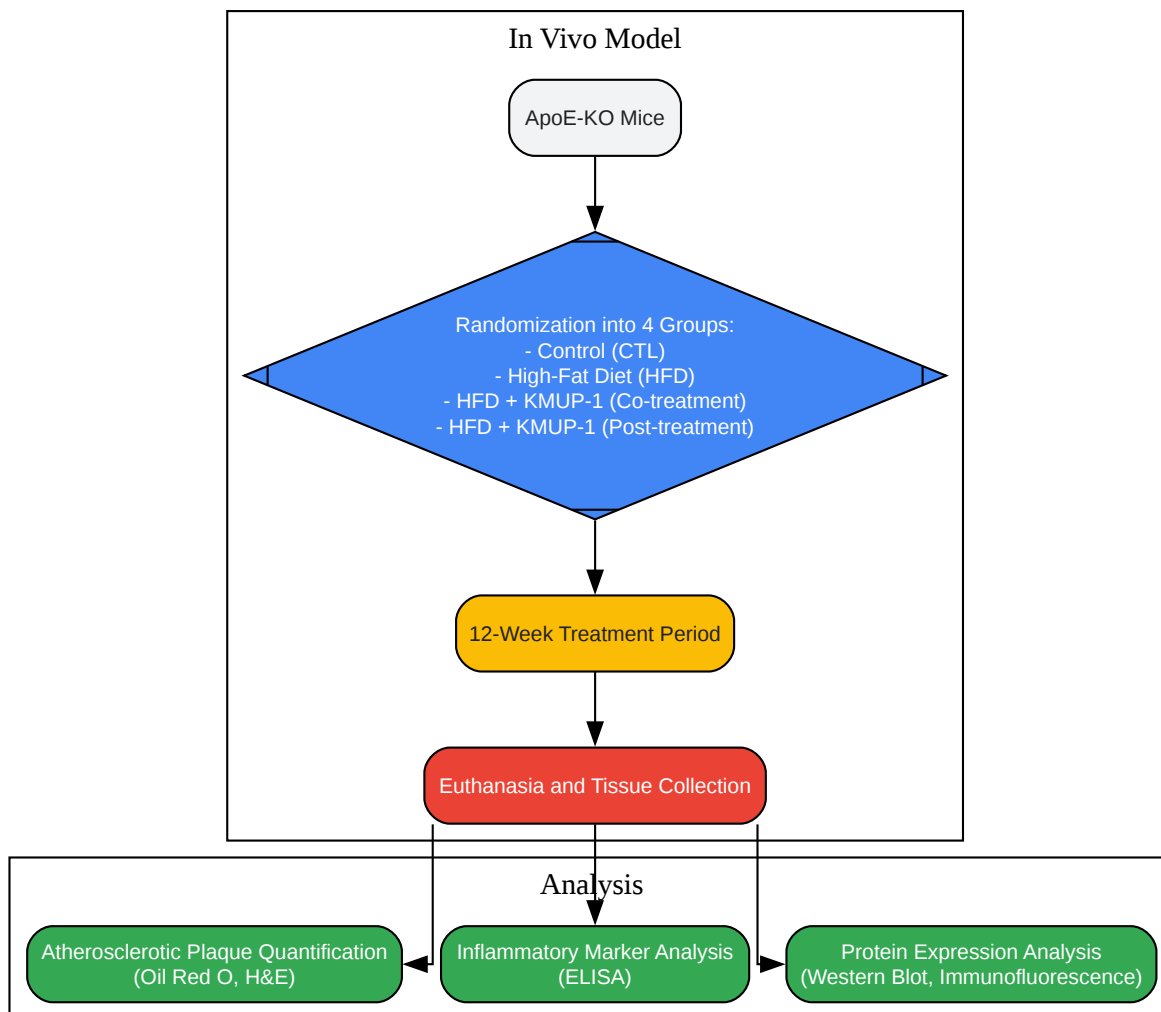 In Vivo Model
ApoE-KO Mice
Randomization into 4 Groups:
- Control (CTL)
- High-Fat Diet (HFD)
- HFD + KMUP-1 (Co-treatment)
- HFD + KMUP-1 (Post-treatment)
12-Week Treatment Period
Euthanasia and Tissue Collection
Analysis
Atherosclerotic Plaque Quantification
(Oil Red O, H&E)
Inflammatory Marker Analysis
(ELISA)
Protein Expression Analysis
(Western Blot, Immunofluorescence)